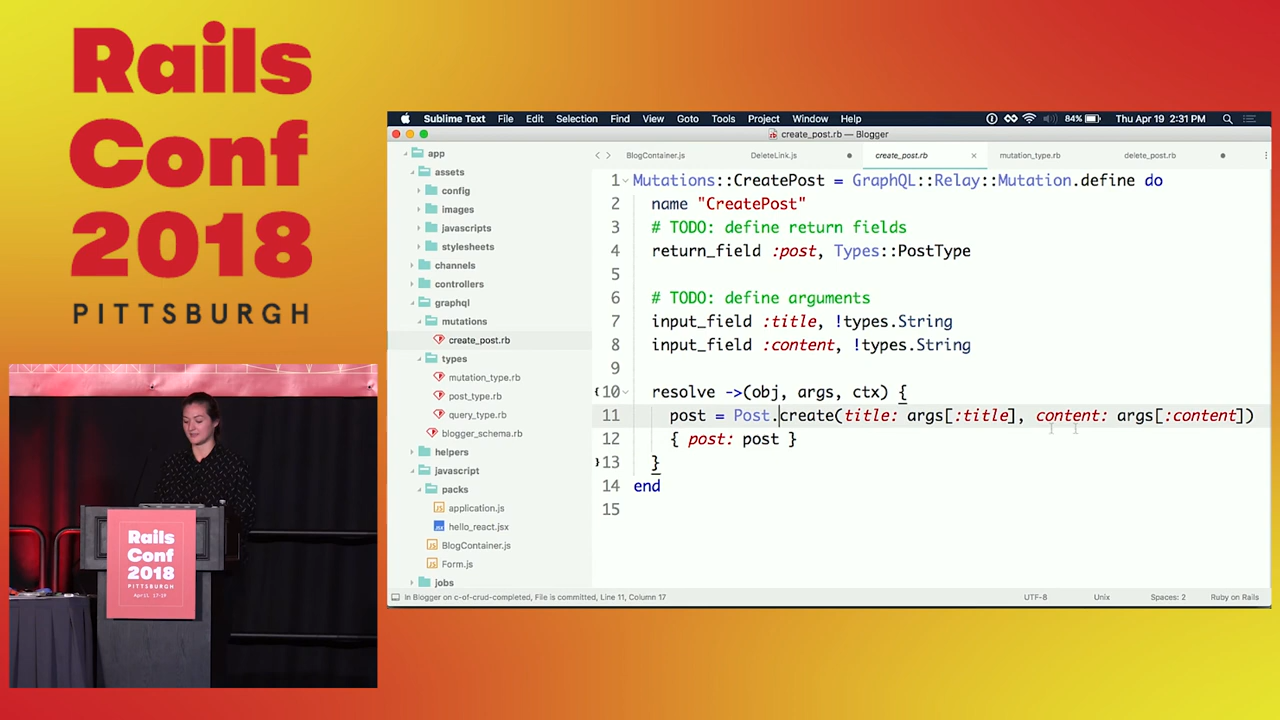 Rails
Conf
2018
PITTSBURGH
Rails
Conf
2018
PITTSBURGH
April 17-19
Sublime Text File Edit Selection Find View Goto Tools Project Window Help 84% Thu Apr 19 2:31 PM
create_post.rb — Blogger
app
assets
config
images
javascripts
stylesheets
channels
controllers
graphql
mutations
create_post.rb
types
mutation_type.rb
post_type.rb
query_type.rb
blogger_schema.rb
helpers
javascript
packs
application.js
hello_react.jsx
BlogContainer.js
Form.js
jobs
BlogContainer.js DeleteLink.js create_post.rb mutation_type.rb delete_post.rb
1 Mutations::CreatePost = GraphQL::Relay::Mutation.define do
2 name "CreatePost"
3 # TODO: define return fields
4 return_field :post, Types::PostType
5
6 # TODO: define arguments
7 input_field :title, !types.String
8 input_field :content, !types.String
9
10 resolve ->(obj, args, ctx) {
11 post = Post.create(title: args[:title], content: args[:content])
12 { post: post }
13 }
14 end
15
In Blogger on c-of-crud-completed, File is committed, Line 11, Column 17 UTF-8 Unix Spaces: 2 Ruby on Rails